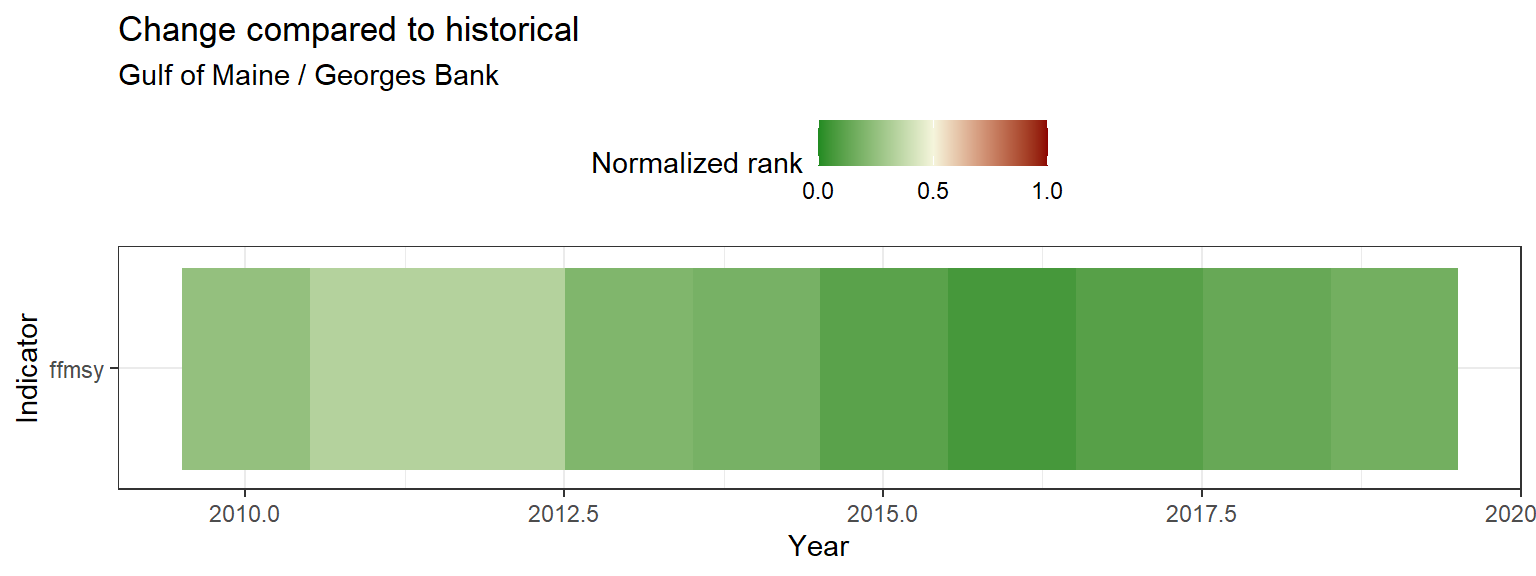 Change compared to historical
Gulf of Maine / Georges Bank
Normalized rank
0.0 0.5 1.0
Indicator
ffmsy
2010.0 2012.5 2015.0 2017.5 2020
Year